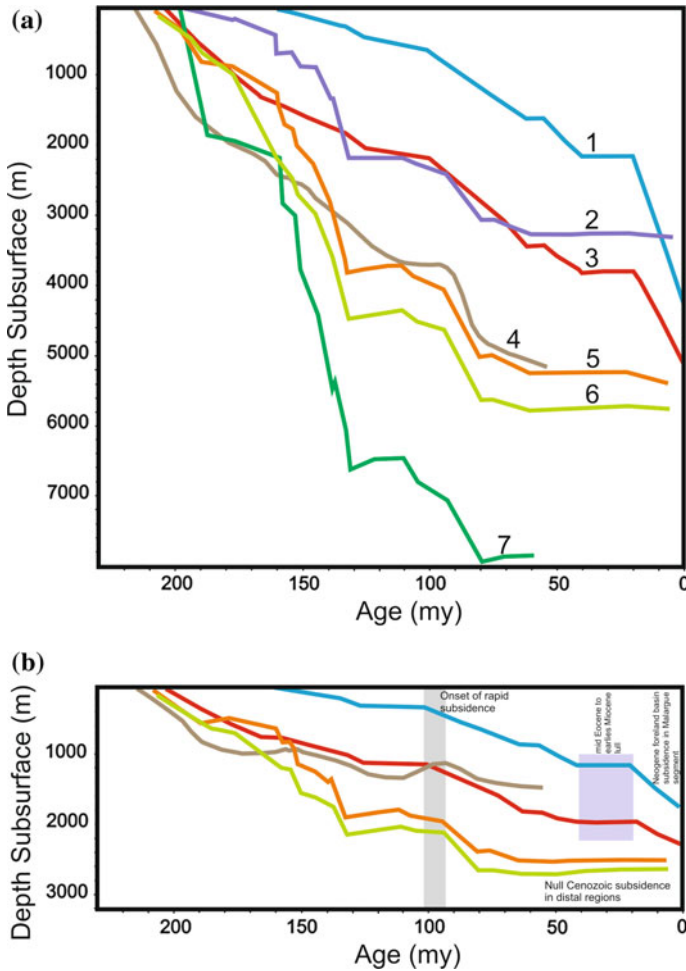 (a)
1000
2000
3000
4000
5000
6000
7000
Depth Subsurface (m)
1
2
3
4
5
6
7
200
150
100
50
0
Age (my)
(b)
Onset of rapid
subsidence
mid Eocene to
earlies Miocene
lull
Neogene foreland basin
subsidence in Malargue
segment
1000
2000
3000
Depth Subsurface (m)
Null Cenozoic subsidence
in distal regions
200
150
100
50
0
Age (my)